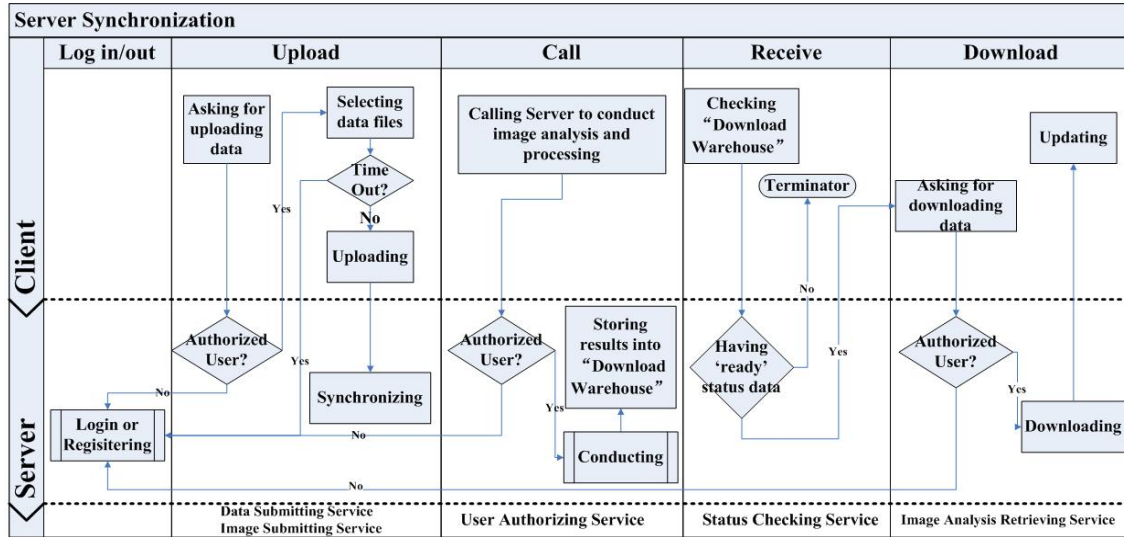 Server Synchronization
Log in/out
Upload
Call
Receive
Download
Client
Server
Asking for
uploading
data
Selecting
data files
Time
Out?
Yes
No
Uploading
Authorized
User?
Yes
No
Synchronizing
Login or
Regisitering
Calling Server to conduct
image analysis and
processing
Authorized
User?
Yes
No
Storing
results into
“Download
Warehouse”
Conducting
Checking
“Download
Warehouse”
Terminator
No
Having
‘ready’
status data
Yes
Asking for
downloading
data
Updating
Authorized
User?
Yes
No
Downloading
Data Submitting Service
Image Submitting Service
User Authorizing Service
Status Checking Service
Image Analysis Retrieving Service